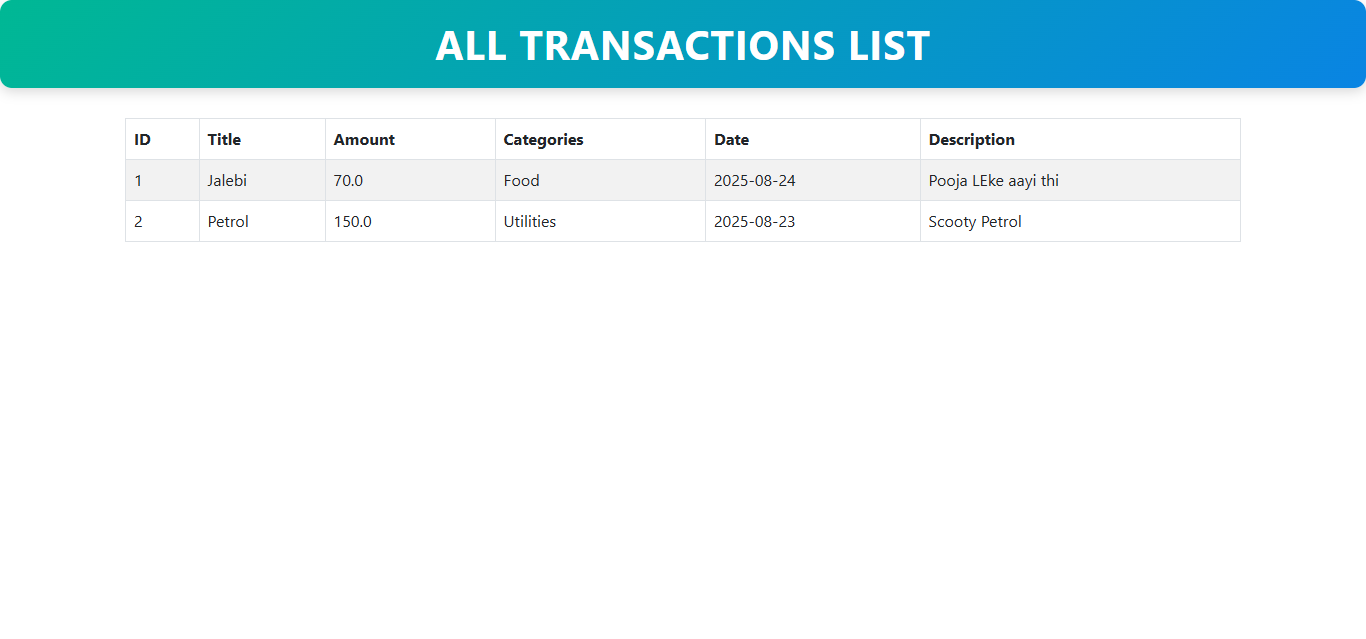 ALL TRANSACTIONS LIST
ID Title Amount Categories Date Description
1 Jalebi 70.0 Food 2025-08-24 Pooja LEke aayi thi
2 Petrol 150.0 Utilities 2025-08-23 Scooty Petrol